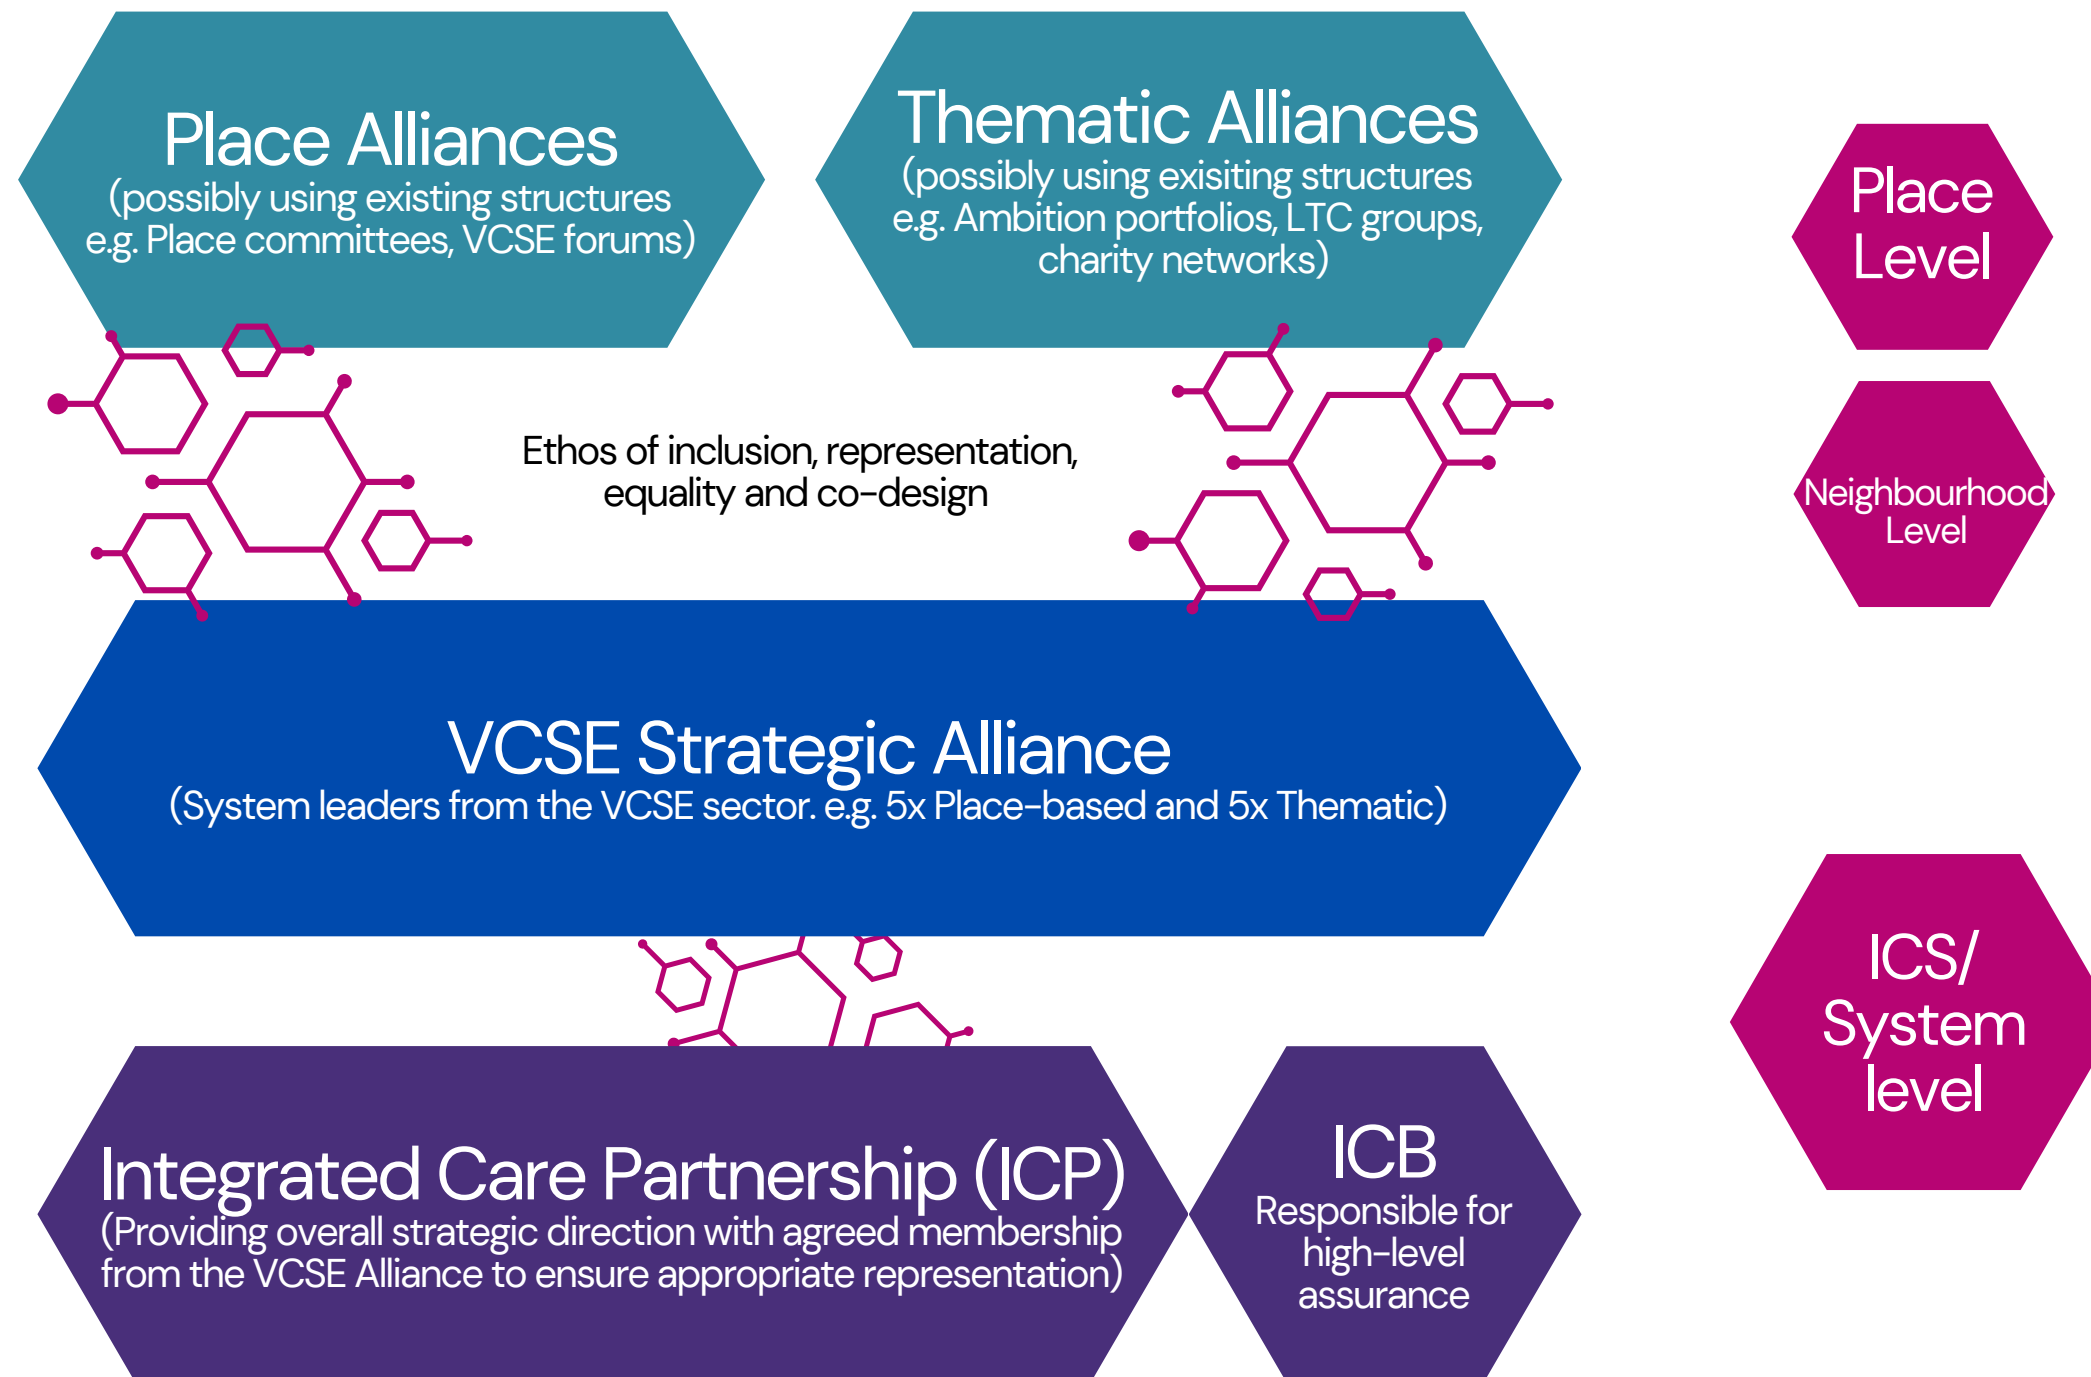 Place Alliances
(possibly using existing structures
e.g. Place committees, VCSE forums)
Thematic Alliances
(possibly using exisiting structures
e.g. Ambition portfolios, LTC groups,
charity networks)
Place
Level
Neighbourhood
Level
Ethos of inclusion, representation,
equality and co-design
VCSE Strategic Alliance
(System leaders from the VCSE sector. e.g. 5x Place-based and 5x Thematic)
ICS/
System
level
Integrated Care Partnership (ICP)
(Providing overall strategic direction with agreed membership
from the VCSE Alliance to ensure appropriate representation)
ICB
Responsible for
high-level
assurance